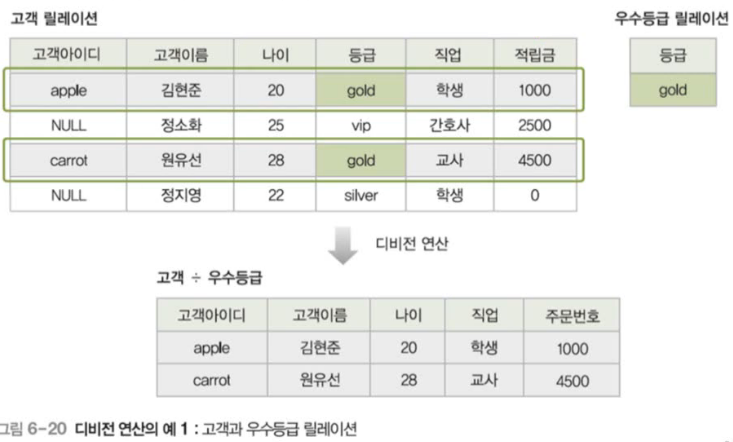 고객 릴레이션
우수등급 릴레이션
고객아이디 고객이름 나이 등급 직업 적립금
등급
apple 김현준 20 gold 학생 1000
gold
NULL 정소화 25 vip 간호사 2500
carrot 원유선 28 gold 교사 4500
NULL 정지영 22 silver 학생 0
디비전 연산
고객 ÷ 우수등급
고객아이디 고객이름 나이 직업 주문번호
apple 김현준 20 학생 1000
carrot 원유선 28 교사 4500
그림 6-20 디비전 연산의 예 1 : 고객과 우수등급 릴레이션